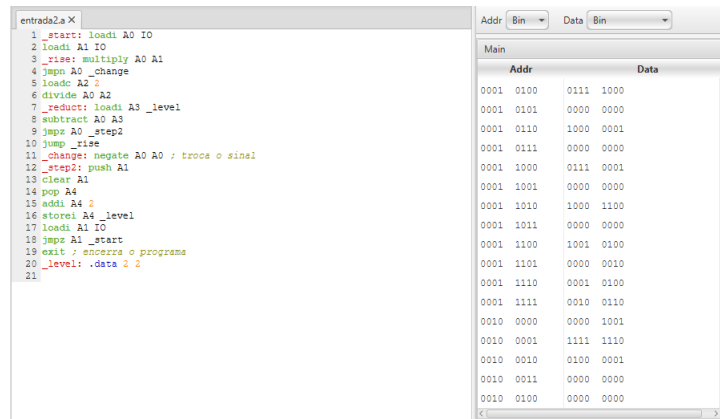 entrada2.a X
1 _start: loadi A0 IO
2 loadi A1 IO
3 _rise: multiply A0 A1
4 jmpn A0 _change
5 loadc A2 2
6 divide A0 A2
7 _reduct: loadi A3 _level
8 subtract A0 A3
9 jmpz A0 _step2
10 jump _rise
11 _change: negate A0 A0 ; troca o sinal
12 _step2: push A1
13 clear A1
14 pop A4
15 addi A4 2
16 storei A4 _level
17 loadi A1 IO
18 jmpz A1 _start
19 exit ; encerra o programa
20 _level: .data 2 2
21
Addr Bin Data Bin
Main
Addr Data
0001 0100 0111 1000
0001 0101 0000 0000
0001 0110 1000 0001
0001 0111 0000 0000
0001 1000 0111 0001
0001 1001 0000 0000
0001 1010 1000 1100
0001 1011 0000 0000
0001 1100 1001 0100
0001 1101 0000 0010
0001 1110 0001 0100
0001 1111 0010 0110
0010 0000 0000 1001
0010 0001 1111 1110
0010 0010 0100 0001
0010 0011 0000 0000
0010 0100 0000 0000